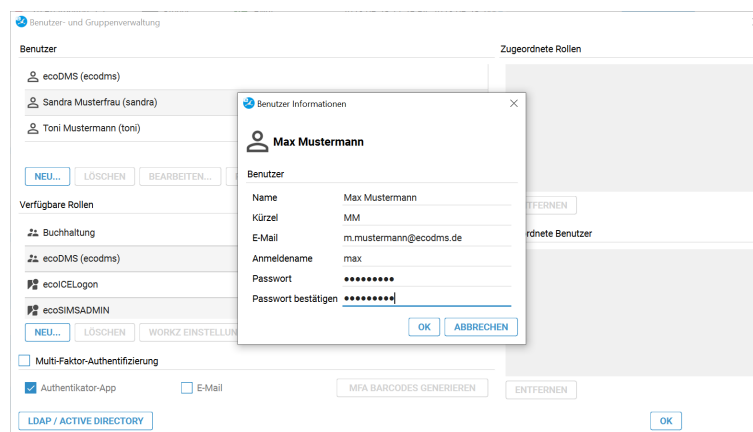 Benutzer- und Gruppenverwaltung
Benutzer
Zugeordnete Rollen
ecoDMS (ecodms)
Sandra Musterfrau (sandra)
Toni Mustermann (toni)
NEU...
LÖSCHEN
BEARBEITEN...
Verfügbare Rollen
Buchhaltung
ecoDMS (ecodms)
ecoICELogon
ecoSIMSADMIN
NEU...
LÖSCHEN
WORKZ EINSTELLUN
Benutzer Informationen
Max Mustermann
Benutzer
Name Max Mustermann
Kürzel MM
E-Mail m.mustermann@ecodms.de
Anmeldename max
Passwort ●●●●●●●●●
Passwort bestätigen ●●●●●●●●●
OK
ABBRECHEN
TFERNEN
rdnete Benutzer
Multi-Faktor-Authentifizierung
Authentikator-App
E-Mail
MFA BARCODES GENERIEREN
ENTFERNEN
LDAP / ACTIVE DIRECTORY
OK